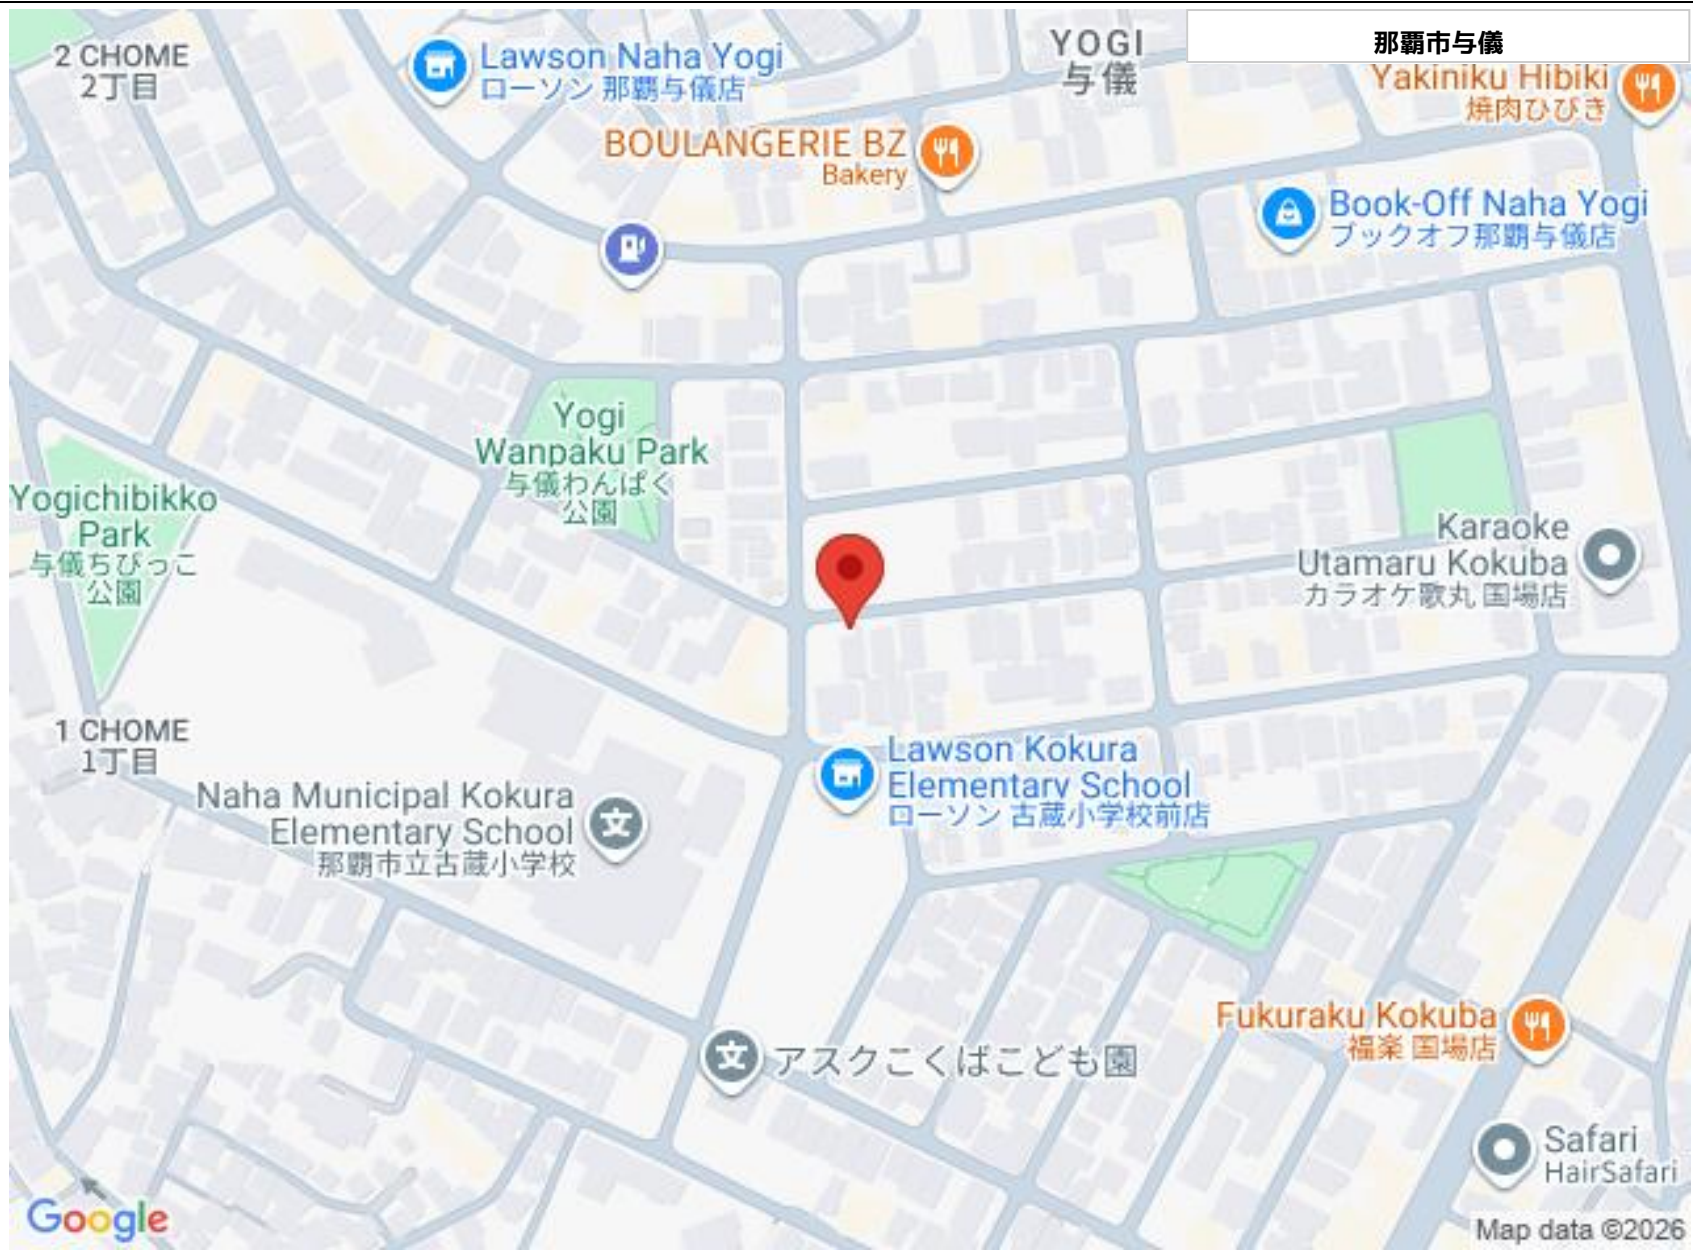 那覇市与儀
2 CHOME
2丁目
Lawson Naha Yogi
ローソン 那覇与儀店
YOGI
与儀
Yakiniku Hibiki
焼肉ひびき
BOULANGERIE BZ
Bakery
Book-Off Naha Yogi
ブックオフ那覇与儀店
Yogi
Wanpaku Park
与儀わんぱく
公園
Yogichibikko
Park
与儀ちびっこ
公園
Karaoke
Utamaru Kokuba
カラオケ歌丸 国場店
1 CHOME
1丁目
Lawson Kokura
Elementary School
ローソン 古蔵小学校前店
Naha Municipal Kokura
Elementary School
那覇市立古蔵小学校
文
Fukuraku Kokuba
福楽 国場店
文
アスクこくばこども園
Safari
HairSafari
Google
Map data ©2026